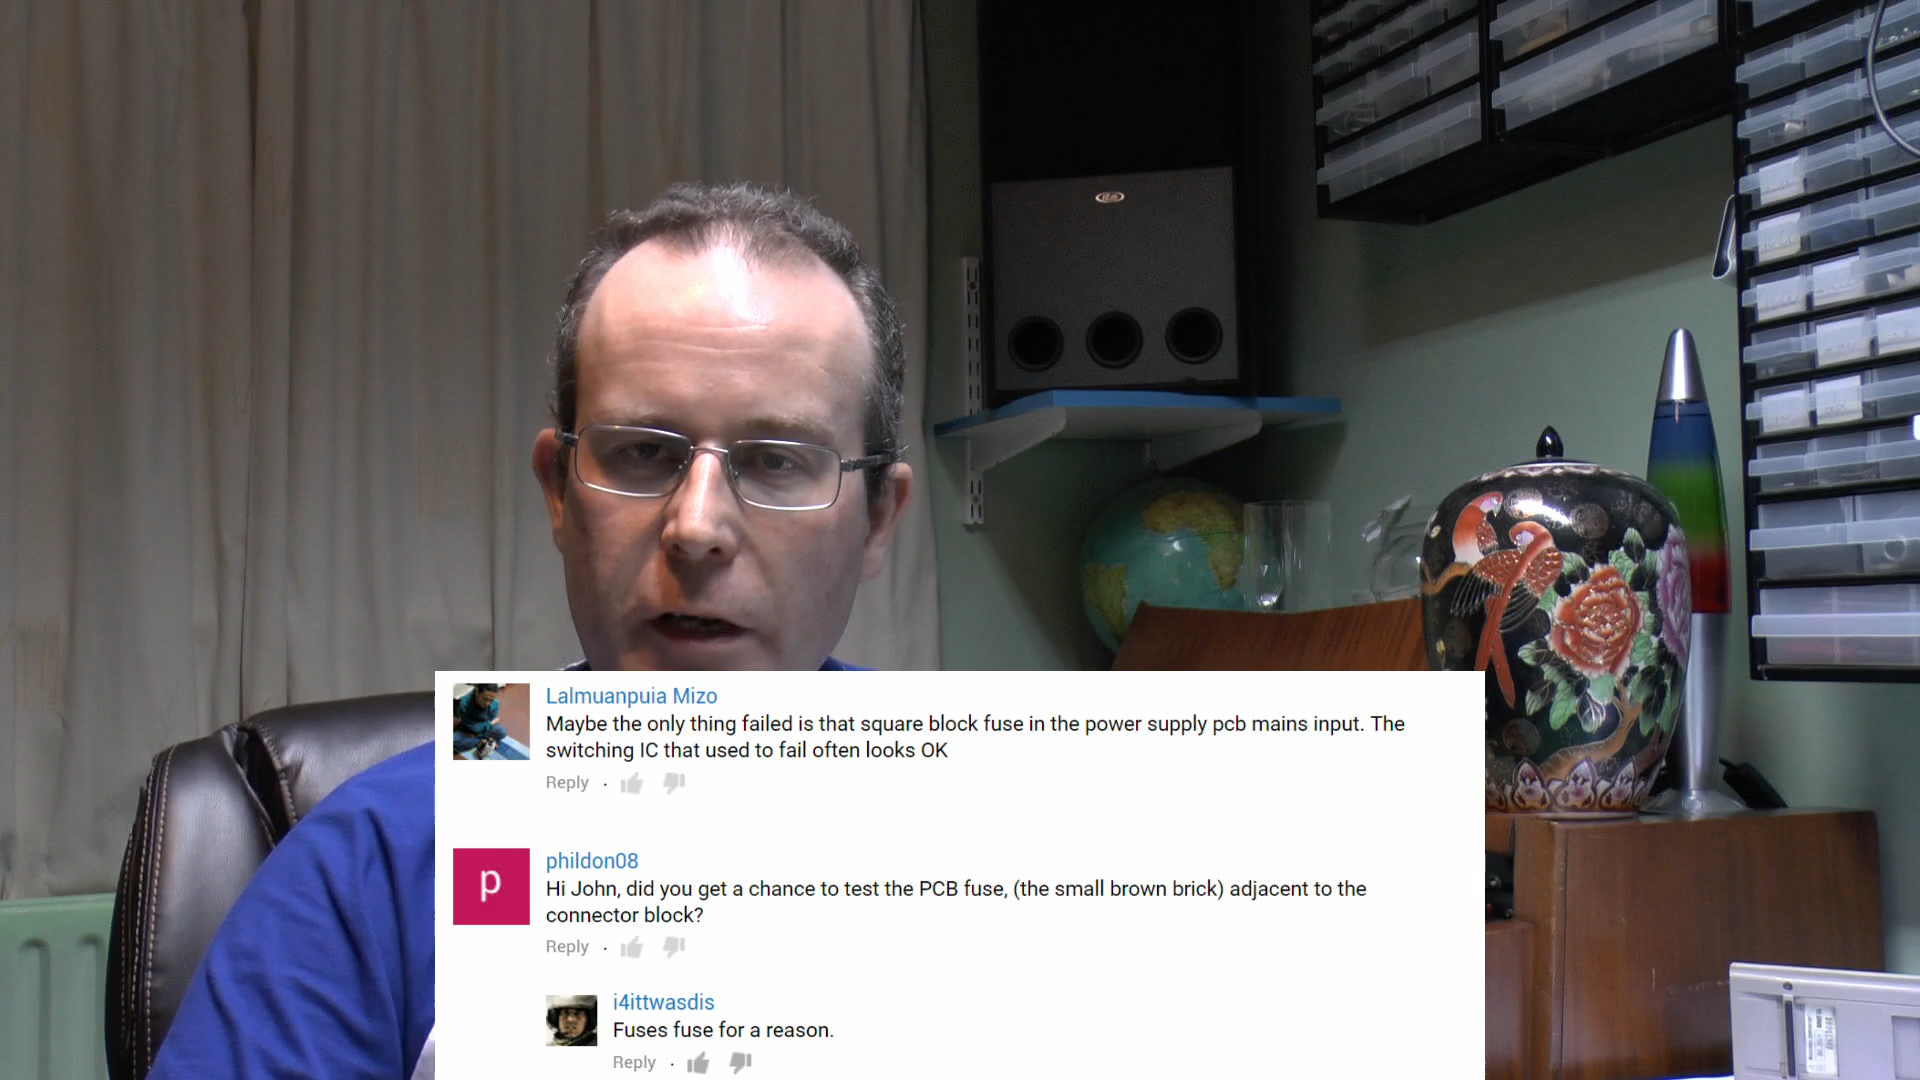 Lalmuanpuia Mizo
Maybe the only thing failed is that square block fuse in the power supply pcb mains input. The
switching IC that used to fail often looks OK
Reply
p
phildon08
Hi John, did you get a chance to test the PCB fuse, (the small brown brick) adjacent to the
connector block?
Reply
i4ittwasdis
Fuses fuse for a reason.
Reply